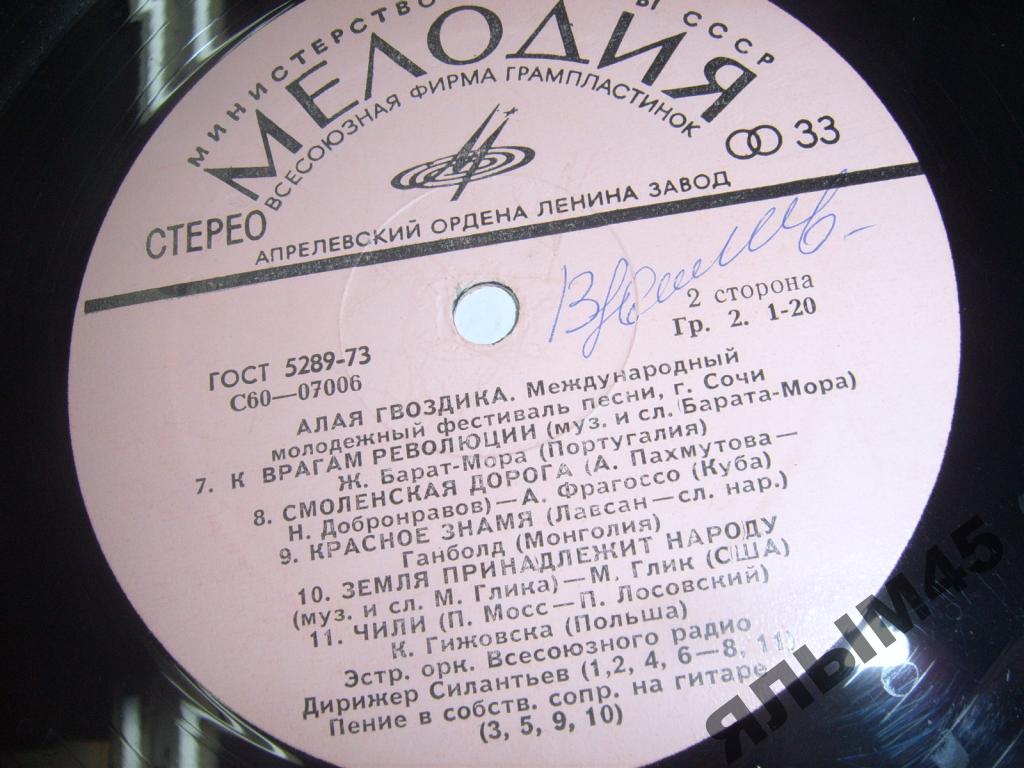 МИНИСТЕРСТВО СССР
МЕЛОДИЯ
ВСЕСОЮЗНАЯ ФИРМА ГРАМПЛАСТИНОК
33
СТЕРЕО
АПРЕЛЕВСКИЙ ОРДЕНА ЛЕНИНА ЗАВОД
2 сторона
Гр. 2. 1-20
ГОСТ 5289-73
С60—07006
АЛАЯ ГВОЗДИКА. Международный
молодежный фестиваль песни, г. Сочи
7. К ВРАГАМ РЕВОЛЮЦИИ (муз. и сл. Барата-Мора)
Ж. Барат-Мора (Португалия)
8. СМОЛЕНСКАЯ ДОРОГА (А. Пахмутова—
Н. Добронравов)—А. Фрагоссо (Куба)
9. КРАСНОЕ ЗНАМЯ (Лавсан—сл. нар.)
Ганболд (Монголия)
10. ЗЕМЛЯ ПРИНАДЛЕЖИТ НАРОДУ
(муз. и сл. М. Глика)—М. Глик (США)
11. ЧИЛИ (П. Мосс—П. Лосовский)
К. Гижовска (Польша)
Эстр. орк. Всесоюзного радио
Дирижер Силантьев (1,2, 4, 6—8, 11)
Пение в собств. сопр. на гитаре
(3, 5, 9, 10)
ЯЛЫМ45